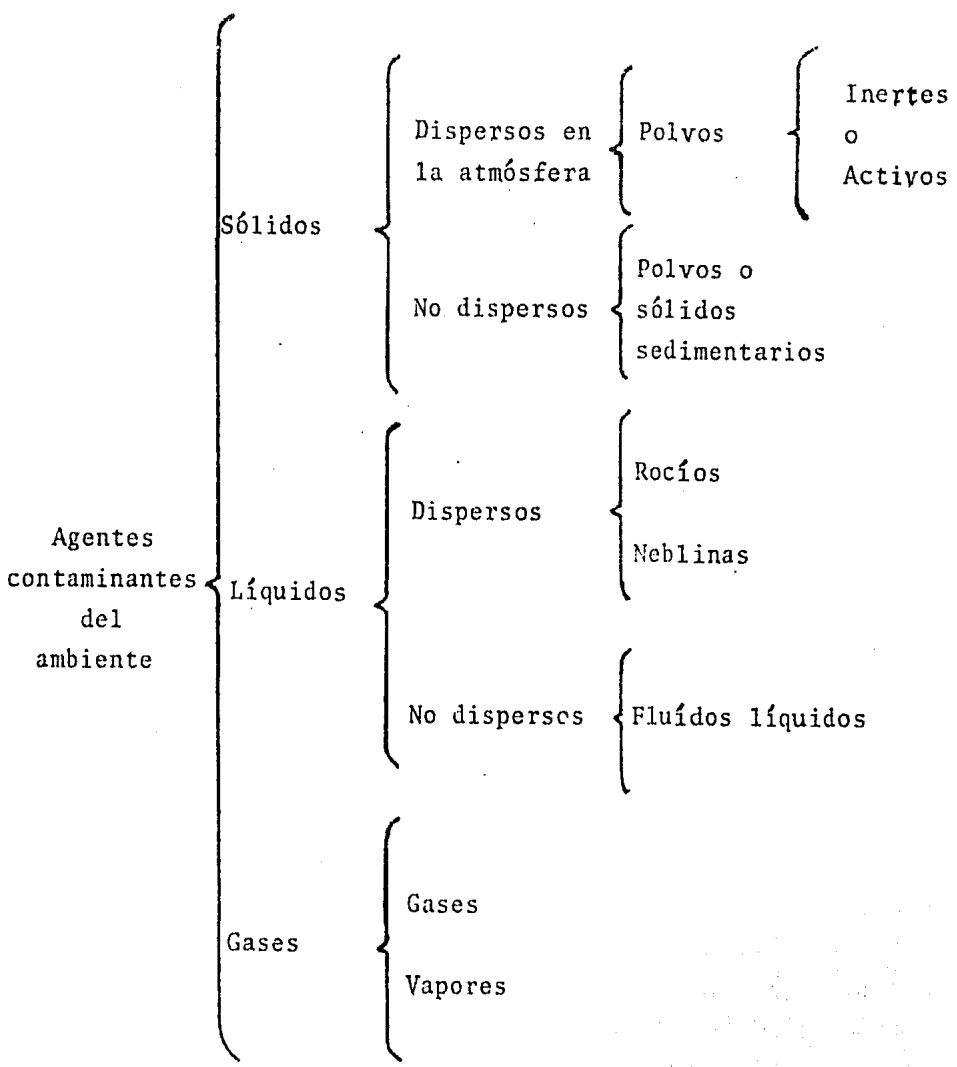 Agentes
contaminantes
del
ambiente
Sólidos
Dispersos en
la atmósfera
Polvos
Inertes
o
Activos
No dispersos
Polvos o
sólidos
sedimentarios
Líquidos
Dispersos
Rocíos
Neblinas
No dispersos
Fluídos líquidos
Gases
Gases
Vapores